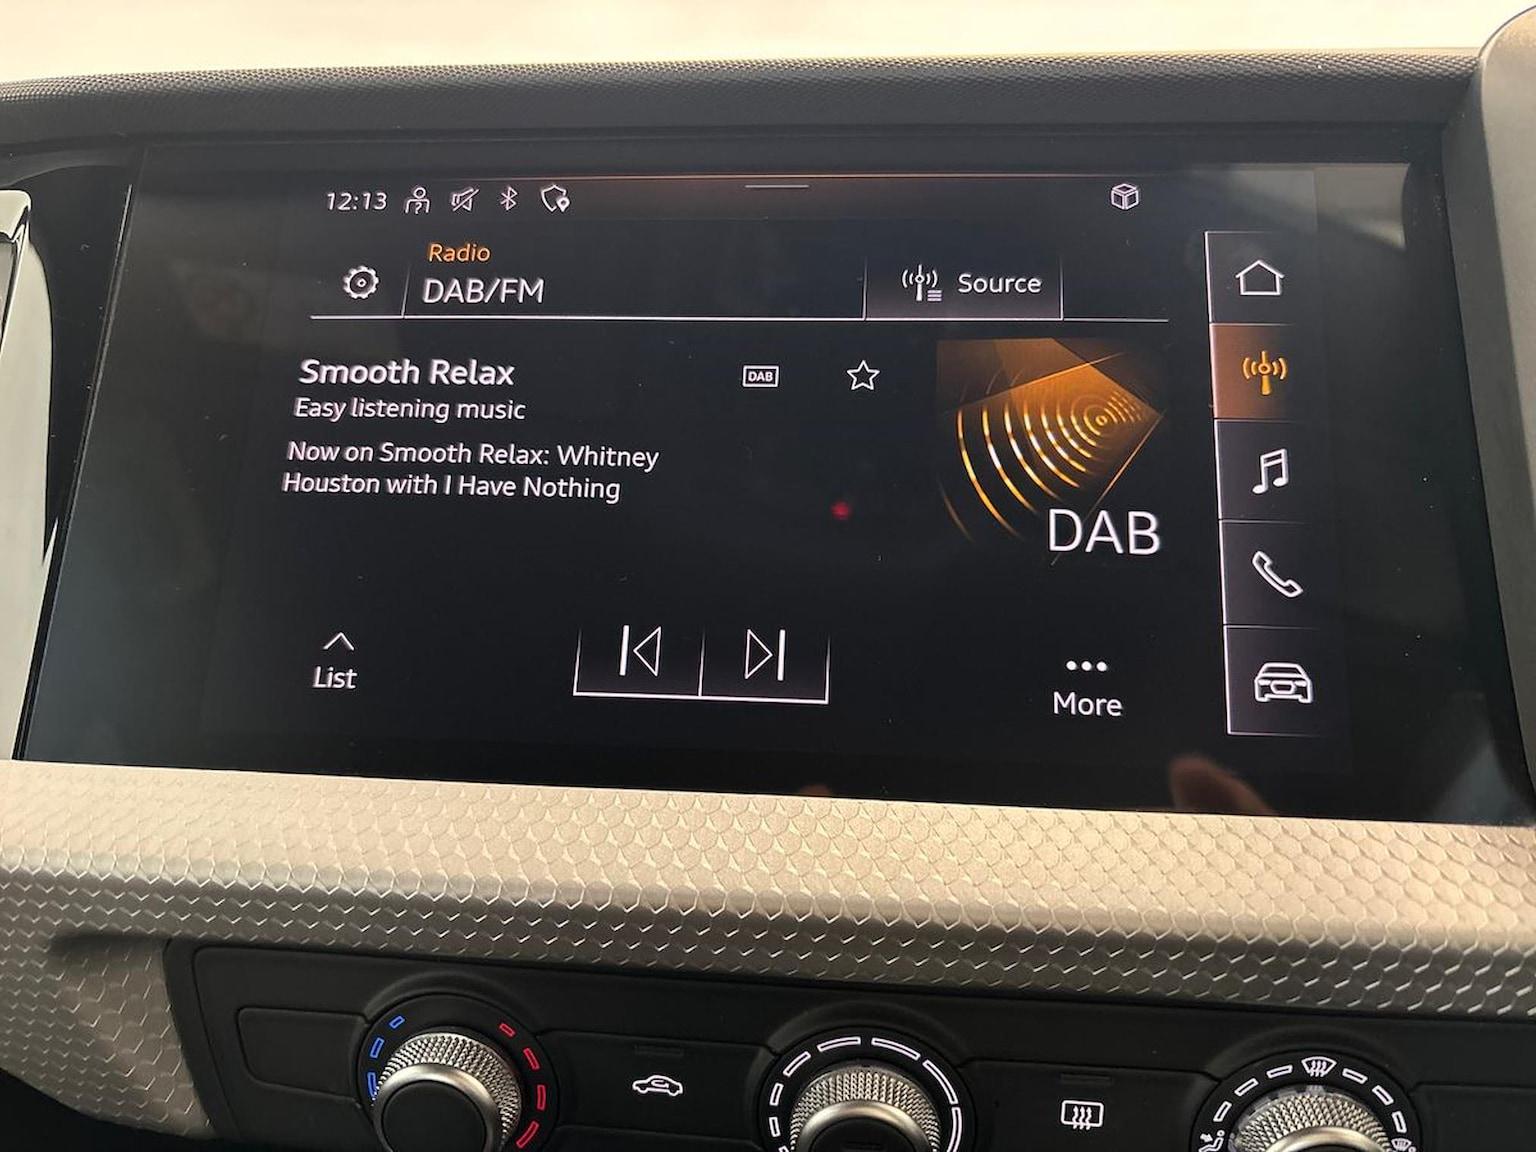 12:13
Radio
DAB/FM
Source
Smooth Relax
DAB
Easy listening music
Now on Smooth Relax: Whitney
Houston with I Have Nothing
DAB
List
More